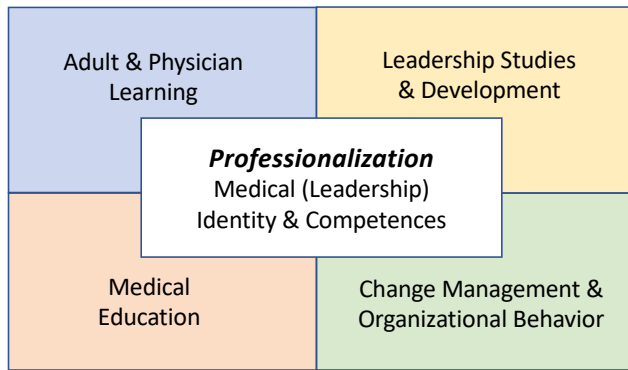 Adult & Physician
Learning
Leadership Studies
& Development
Professionalization
Medical (Leadership)
Identity & Competences
Medical
Education
Change Management &
Organizational Behavior